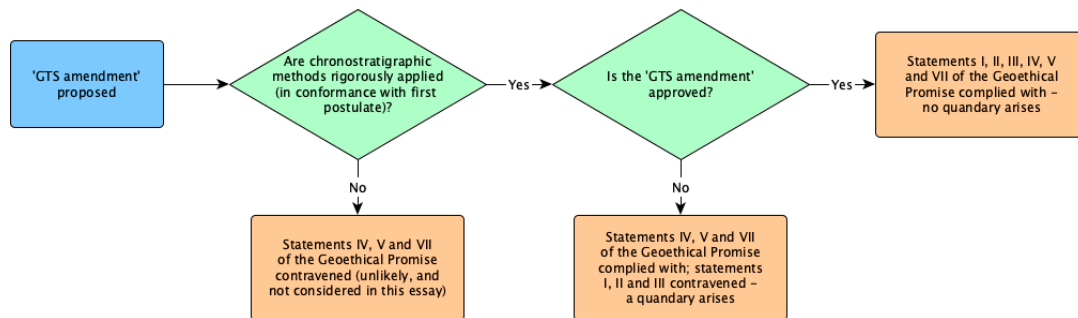 'GTS amendment'
proposed
Are chronostratigraphic
methods rigorously applied
(in conformance with first
postulate)?
Yes
Is the 'GTS amendment'
approved?
Yes
Statements I, II, III, IV, V
and VII of the Geoethical
Promise complied with –
no quandary arises
No
No
Statements IV, V and VII
of the Geoethical Promise
contravened (unlikely, and
not considered in this essay)
Statements IV, V and VII
of the Geoethical Promise
complied with; statements
I, II and III contravened –
a quandary arises